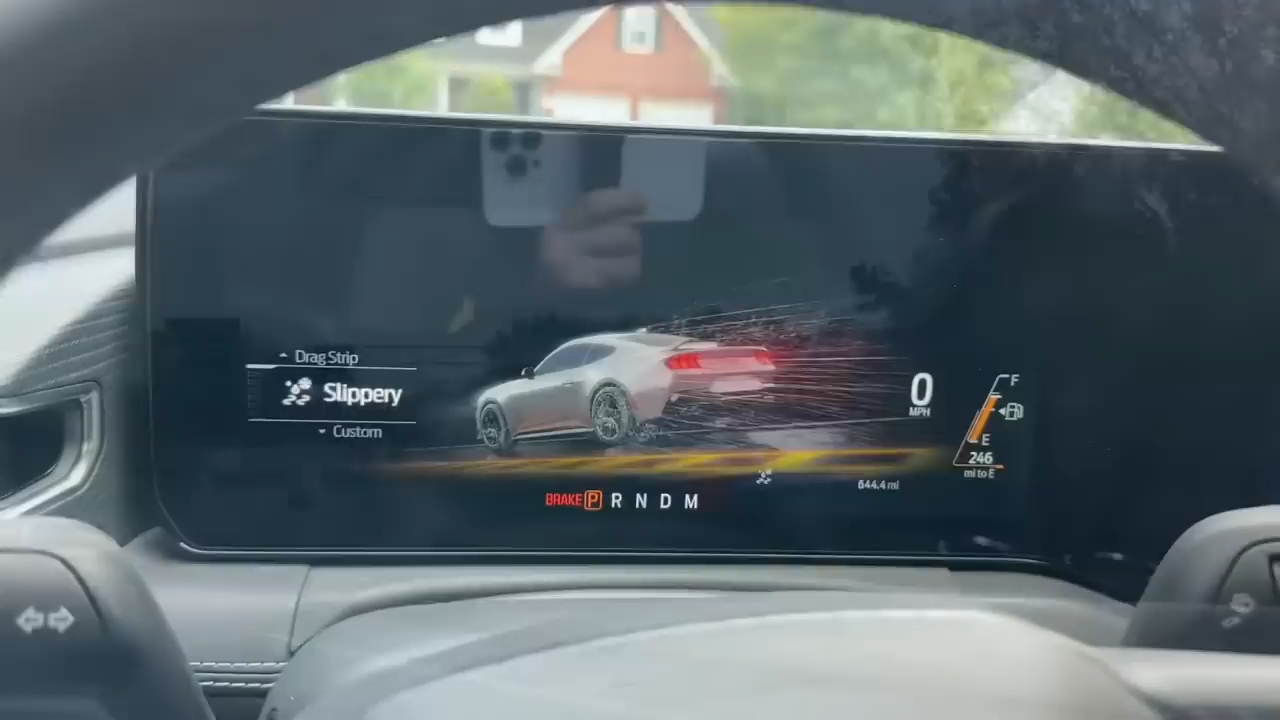 Drag Strip
Slippery
Custom
0
MPH
F
E
246
mi to E
644.4 mi
BRAKE P R N D M